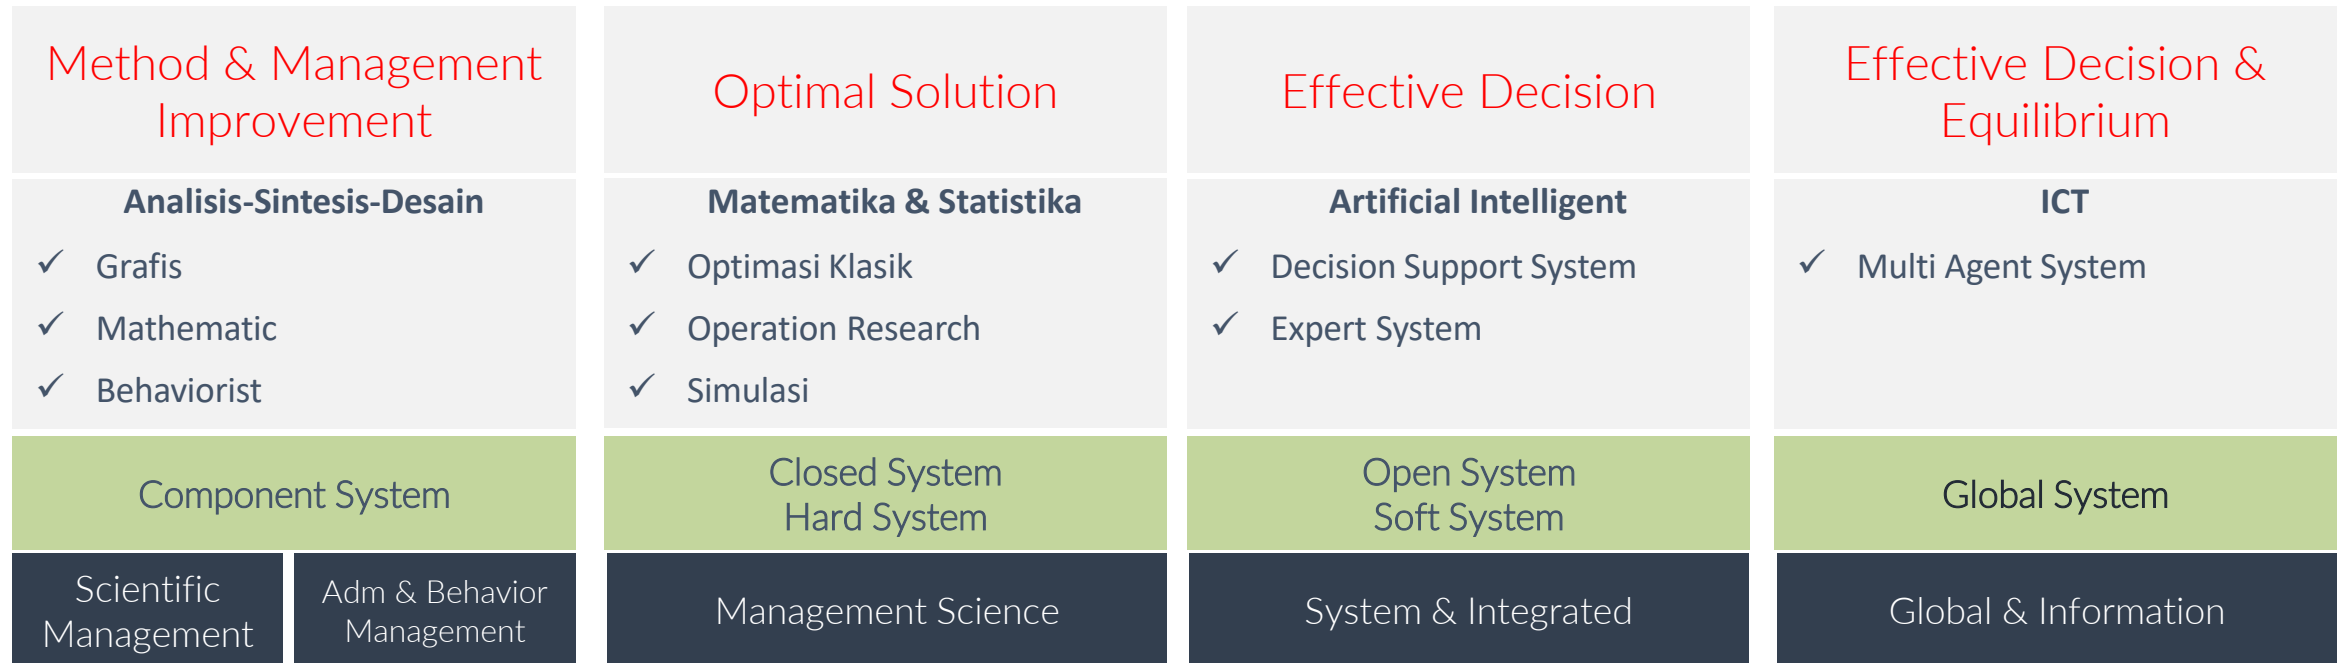 Method & Management
Improvement
Optimal Solution
Effective Decision
Effective Decision &
Equilibrium
Analisis-Sintesis-Desain
✓ Grafis
✓ Mathematic
✓ Behaviorist
Matematika & Statistika
✓ Optimasi Klasik
✓ Operation Research
✓ Simulasi
Artificial Intelligent
✓ Decision Support System
✓ Expert System
ICT
✓ Multi Agent System
Component System
Closed System
Hard System
Open System
Soft System
Global System
Scientific
Management
Adm & Behavior
Management
Management Science
System & Integrated
Global & Information